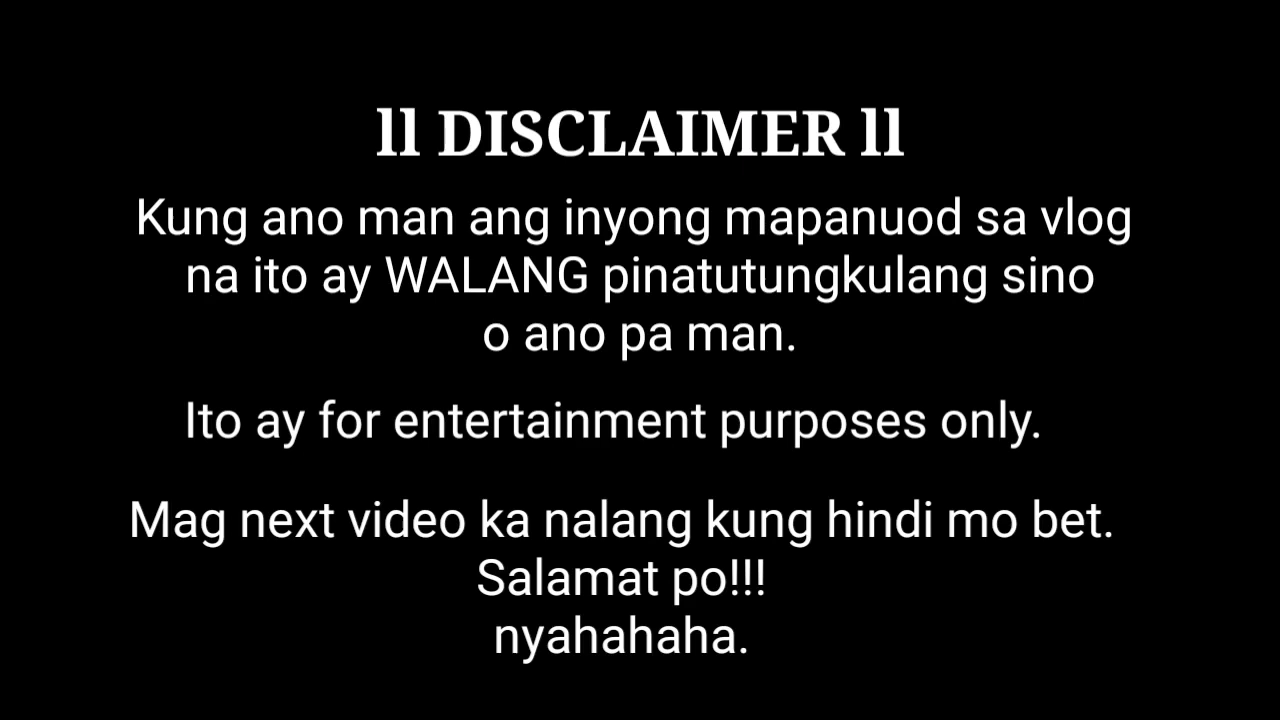 ll DISCLAIMER ll
Kung ano man ang inyong mapanuod sa vlog
na ito ay WALANG pinatutungkulang sino
o ano pa man.
Ito ay for entertainment purposes only.
Mag next video ka nalang kung hindi mo bet.
Salamat po!!!
nyahahaha.